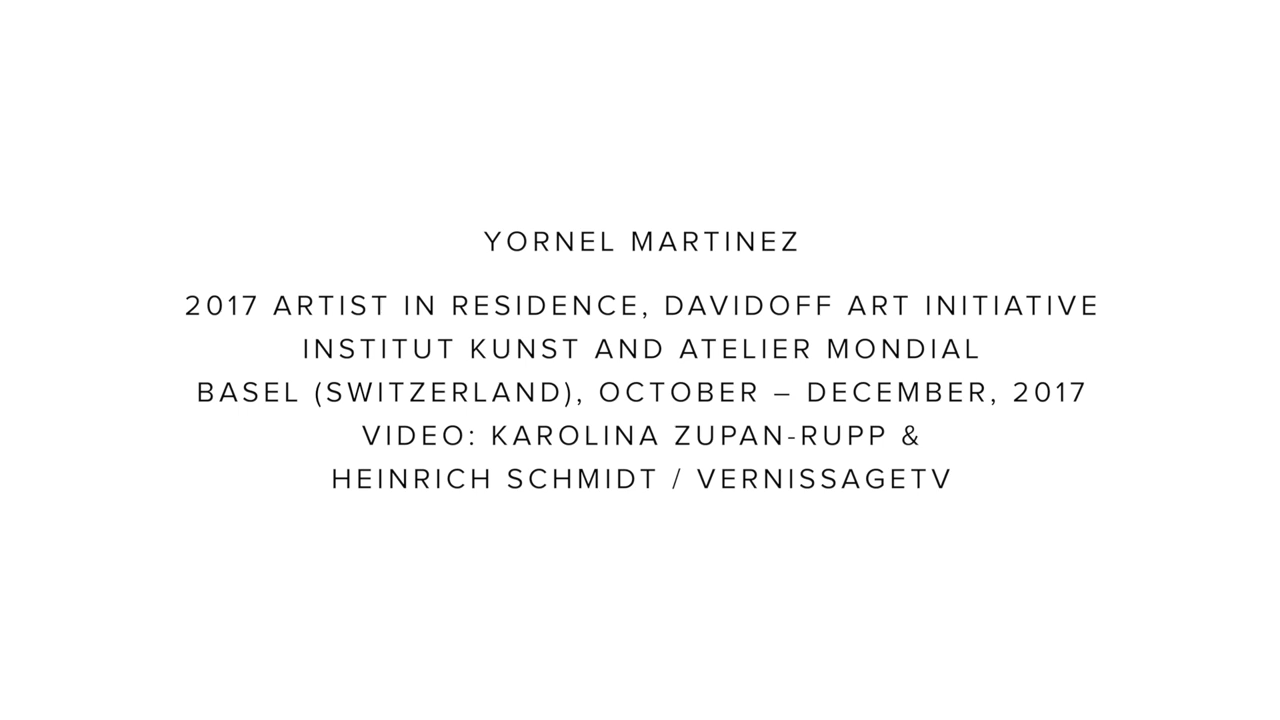 YORNEL MARTINEZ
2017 ARTIST IN RESIDENCE, DAVIDOFF ART INITIATIVE
INSTITUT KUNST AND ATELIER MONDIAL
BASEL (SWITZERLAND), OCTOBER – DECEMBER, 2017
VIDEO: KAROLINA ZUPAN-RUPP &
HEINRICH SCHMIDT / VERNISSAGETV